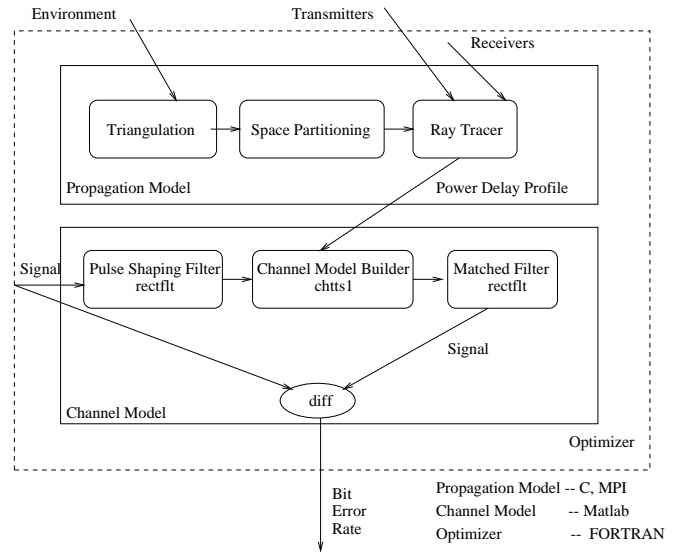 Environment
Transmitters
Receivers
Triangulation
Space Partitioning
Ray Tracer
Propagation Model
Power Delay Profile
Signal
Pulse Shaping Filter
rectflt
Channel Model Builder
chtts1
Matched Filter
rectflt
Signal
diff
Channel Model
Optimizer
Bit
Error
Rate
Propagation Model -- C, MPI
Channel Model -- Matlab
Optimizer -- FORTRAN